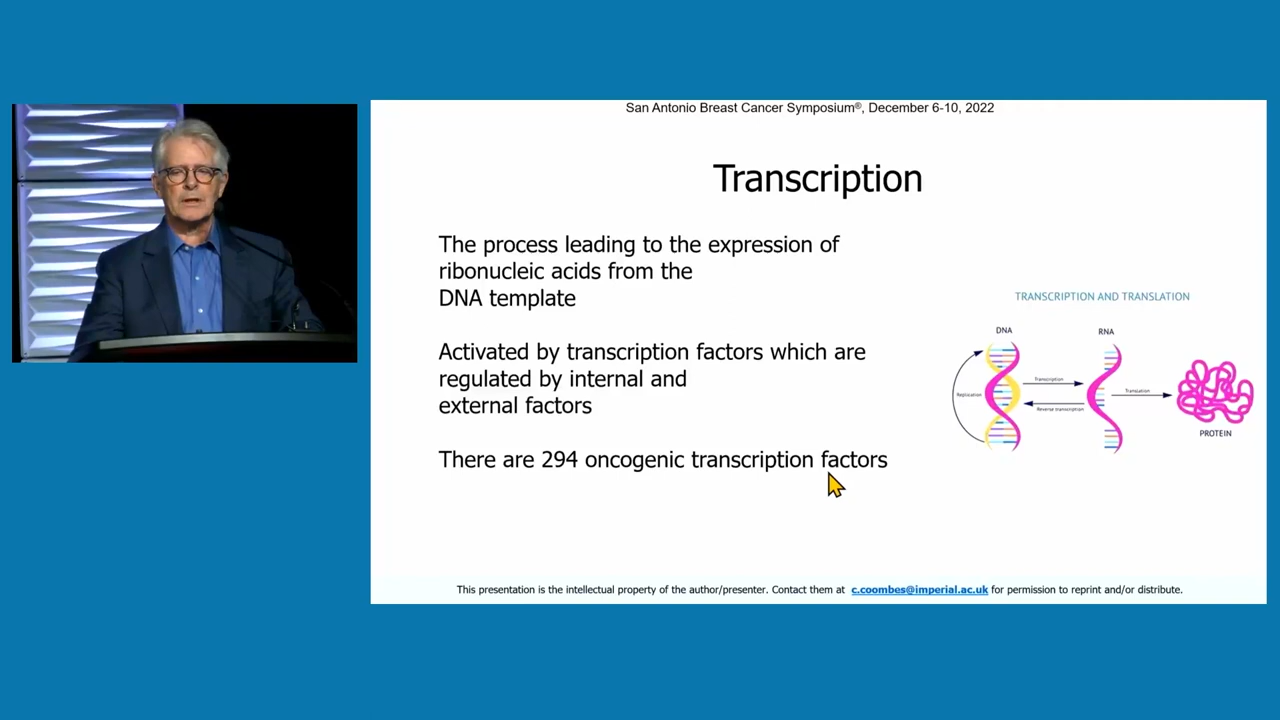 San Antonio Breast Cancer Symposium®, December 6-10, 2022
Transcription
The process leading to the expression of
ribonucleic acids from the
DNA template
Activated by transcription factors which are
regulated by internal and
external factors
There are 294 oncogenic transcription factors
TRANSCRIPTION AND TRANSLATION
DNA
RNA
Transcription
Translation
Replication
Reverse transcription
PROTEIN
This presentation is the intellectual property of the author/presenter. Contact them at c.coombes@imperial.ac.uk for permission to reprint and/or distribute.